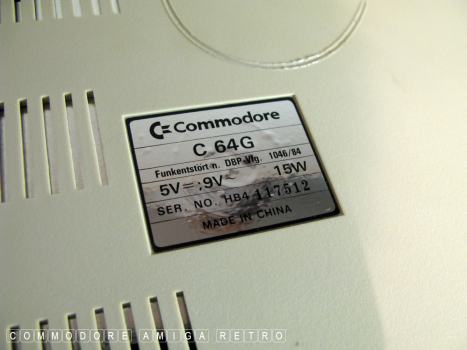 Commodore
C 64G
Funkentstört n. DBP-Vfg. 1046/84
5V⎓;9V~ 15W
SER. NO. HB4 117512
MADE IN CHINA
COMMODORE AMIGA RETRO